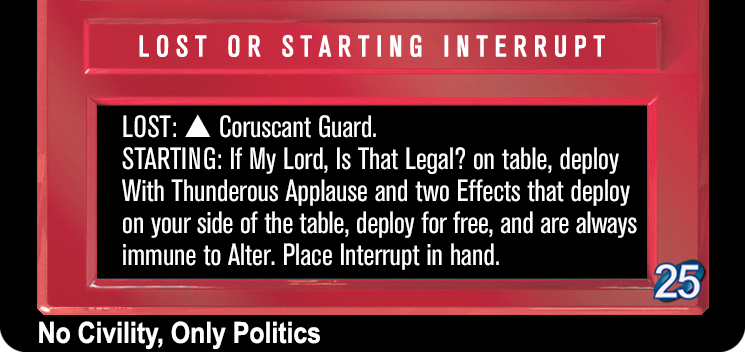 LOST OR STARTING INTERRUPT
LOST: ▲ Coruscant Guard.
STARTING: If My Lord, Is That Legal? on table, deploy
With Thunderous Applause and two Effects that deploy
on your side of the table, deploy for free, and are always
immune to Alter. Place Interrupt in hand.
25
No Civility, Only Politics